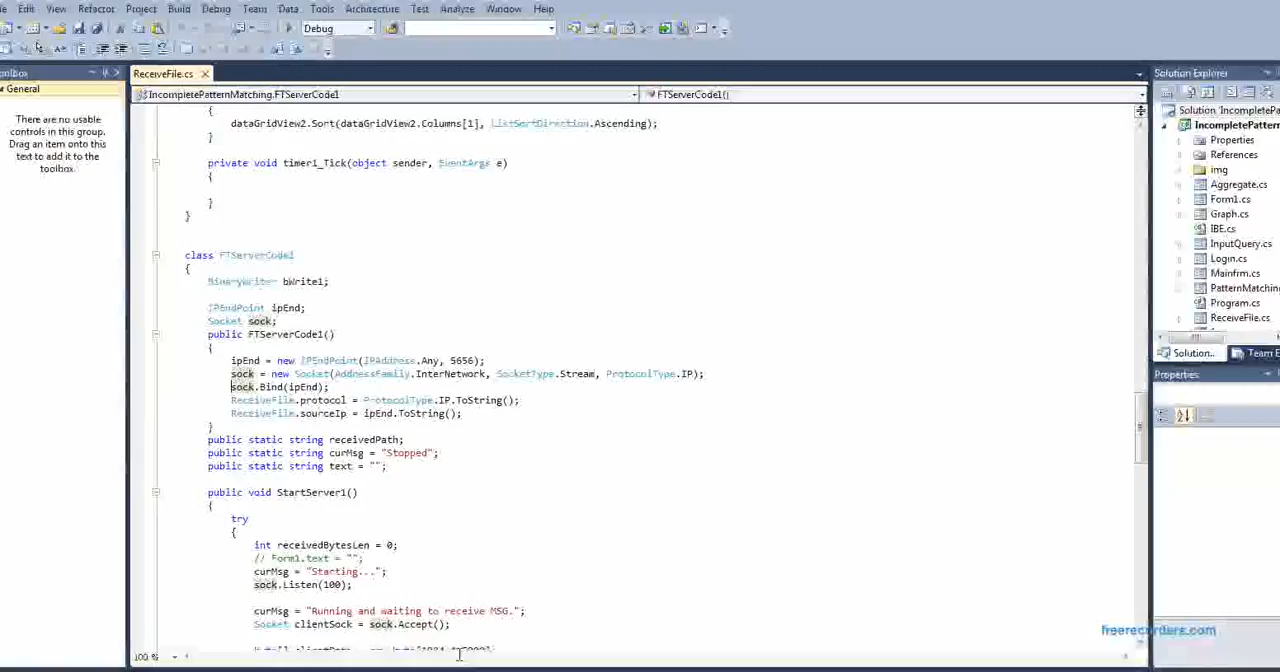 File Edit View Refactor Project Build Debug Team Data Tools Architecture Test Analyze Window Help
Debug
Toolbox
General
There are no usable
controls in this group.
Drag an item onto this
text to add it to the
toolbox.
ReceiveFile.cs
IncompletePatternMatching.FTServerCode1
FTServerCode1()
{
dataGridView2.Sort(dataGridView2.Columns[1], ListSortDirection.Ascending);
}
private void timer1_Tick(object sender, EventArgs e)
{
}
}
class FTServerCode1
{
BinaryWriter bWrite1;
IPEndPoint ipEnd;
Socket sock;
public FTServerCode1()
{
ipEnd = new IPEndPoint(IPAddress.Any, 5656);
sock = new Socket(AddressFamily.InterNetwork, SocketType.Stream, ProtocolType.IP);
sock.Bind(ipEnd);
ReceiveFile.protocol = ProtocolType.IP.ToString();
ReceiveFile.sourceIp = ipEnd.ToString();
}
public static string receivedPath;
public static string curMsg = "Stopped";
public static string text = "";
public void StartServer1()
{
try
{
int receivedBytesLen = 0;
// Form1.text = "";
curMsg = "Starting...";
sock.Listen(100);
curMsg = "Running and waiting to receive MSG.";
Socket clientSock = sock.Accept();
100 %
Solution Explorer
Solution 'IncompleteP
IncompletePattern
Properties
References
img
Aggregate.cs
Form1.cs
Graph.cs
IBE.cs
InputQuery.cs
Login.cs
Mainfrm.cs
PatternMatching
Program.cs
ReceiveFile.cs
Solution... Team E
Properties
freerecorders.com